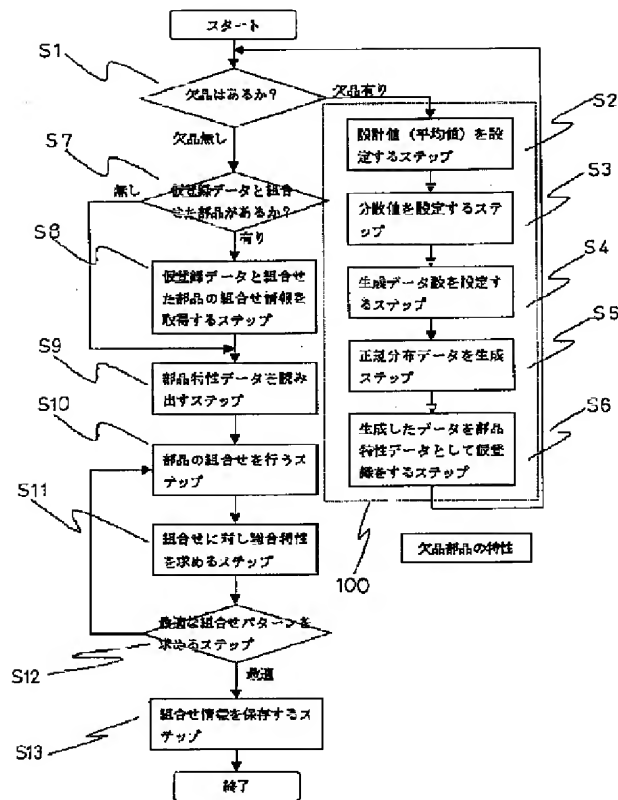 スタート
S1
欠品はあるか？
欠品有り
欠品無し
S2
設計値（平均値）を設
定するステップ
S3
分散値を設定するステ
ップ
S4
生成データ数を設定す
るステップ
S5
正規分布データを生成
ステップ
S6
生成したデータを部品
特性データとして仮登
録をするステップ
100
欠品部品の特性
S7
無し
仮登録データと組合
せた部品があるか？
有り
S8
仮登録データと組合せ
た部品の組合せ情報を
取得するステップ
S9
部品特性データを読み
出すステップ
S10
部品の組合せを行うス
テップ
S11
組合せに対し総合特性
を求めるステップ
最適な組合せパターンを
求めるステップ
S12
最適
組合せ情報を保存するス
テップ
S13
終了